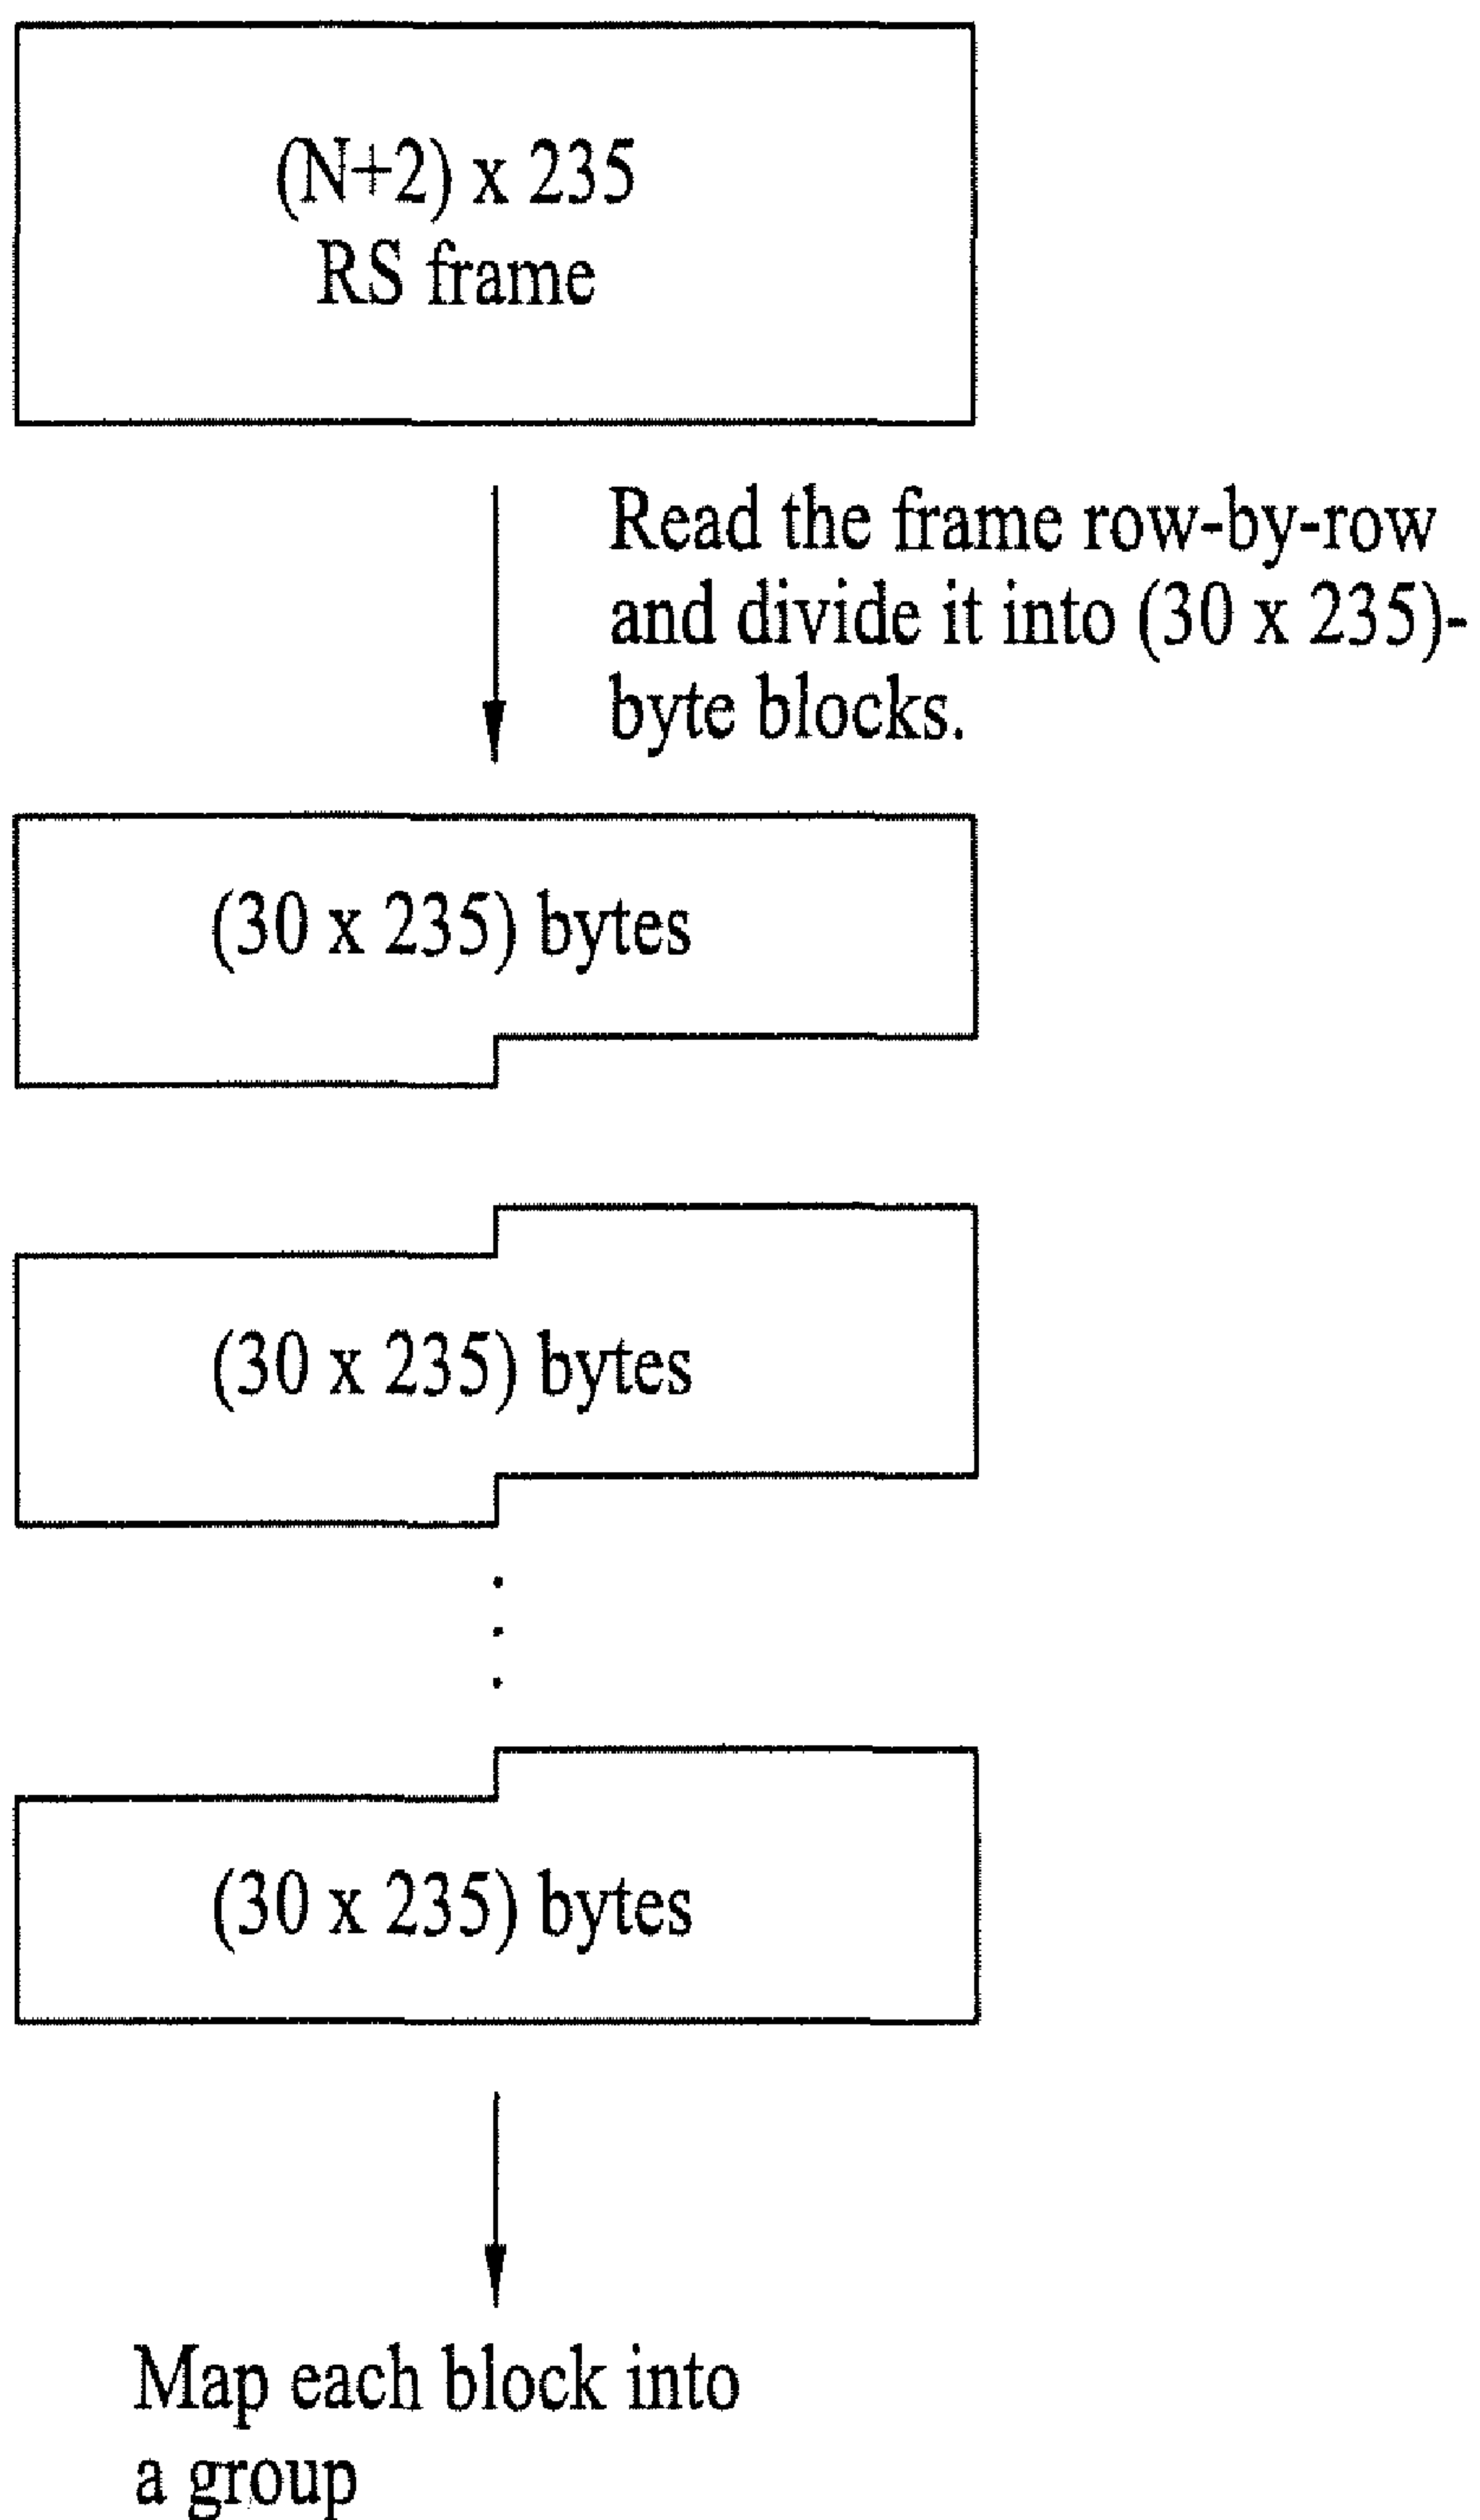 (N+2) x 235
RS frame
Read the frame row-by-row
and divide it into (30 x 235)-
byte blocks.
(30 x 235) bytes
(30 x 235) bytes
(30 x 235) bytes
Map each block into
a group